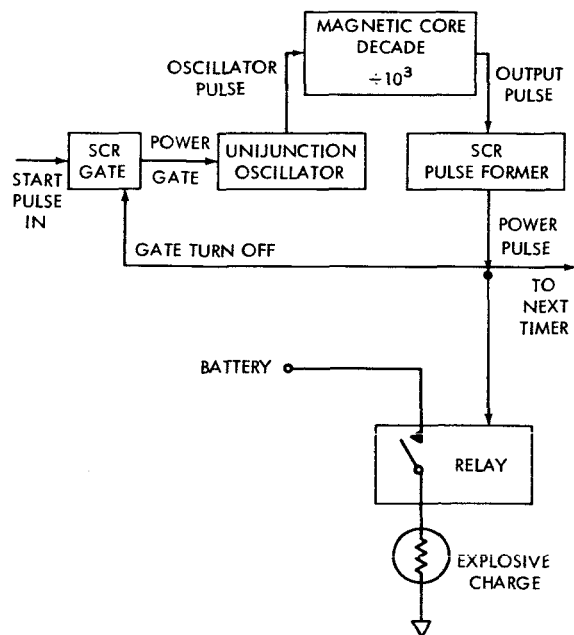 MAGNETIC CORE
DECADE
÷10³
OSCILLATOR
PULSE
OUTPUT
PULSE
SCR
GATE
POWER
GATE
UNIJUNCTION
OSCILLATOR
SCR
PULSE FORMER
START
PULSE
IN
POWER
PULSE
GATE TURN OFF
TO
NEXT
TIMER
BATTERY
RELAY
EXPLOSIVE
CHARGE